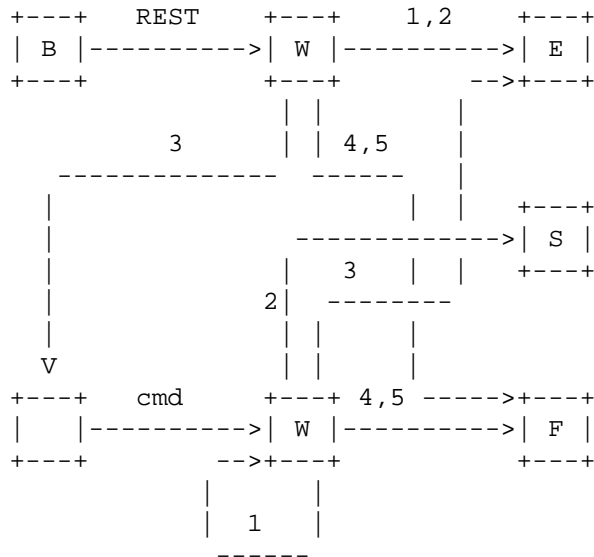 +---+   REST    +---+    1,2    +---+
| B |---------->| W |---------->| E |
+---+           +---+        -->+---+
                 | |        |
         3       | | 4,5    |
  --------------  ------    |
 |                       |  |   +---+
 |                ------------->| S |
 |               |   3   |  |   +---+
 |              2|  --------
 |               | |     |
 V               | |     |
+---+   cmd     +---+ 4,5 ----->+---+
|   |---------->| W |---------->| F |
+---+        -->+---+           +---+
            |      |
            |  1   |
             ------